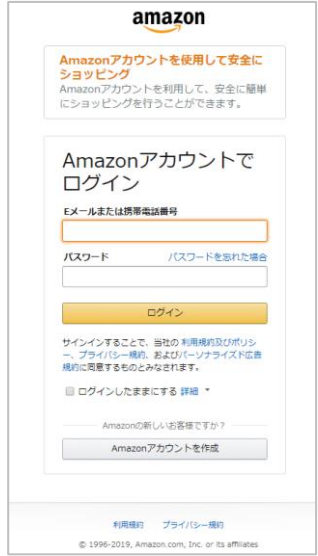 amazon
Amazonアカウントを使用して安全に
ショッピング
Amazonアカウントを利用して、安全に簡単
にショッピングを行うことができます。
Amazonアカウントで
ログイン
Eメールまたは携帯電話番号
パスワード パスワードを忘れた場合
ログイン
サインインすることで、当社の 利用規約及びポリシ
ー、プライバシー規約、およびパーソナライズド広告
規約に同意するものとみなされます。
ログインしたままにする 詳細
Amazonの新しいお客様ですか?
Amazonアカウントを作成
利用規約 プライバシー規約
© 1996-2019, Amazon.com, Inc. or its affiliates